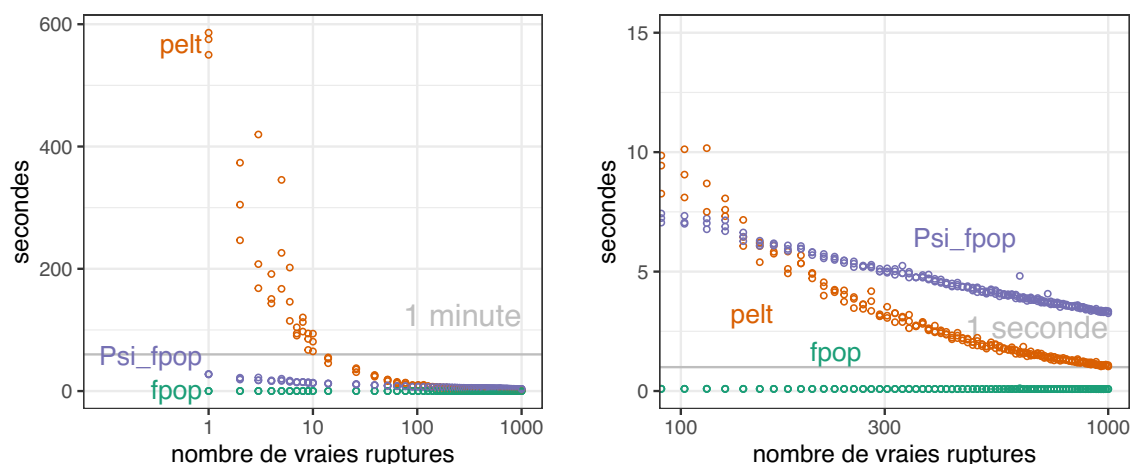 600
400
200
0
secondes
pelt
1 minute
Psi_fpop
fpop
1
10
100
1000
nombre de vraies ruptures
15
10
5
0
secondes
Psi_fpop
pelt
1 seconde
fpop
100
300
1000
nombre de vraies ruptures